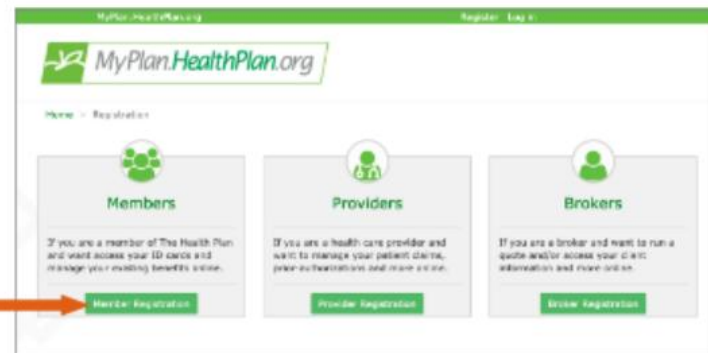 MyPlan.HealthPlan.org
Register Log in
MyPlan.HealthPlan.org
Home > Registration
Members
If you are a member of The Health Plan
and want access your ID cards and
manage your existing benefits online.
Member Registration
Providers
If you are a health care provider and
want to manage your patient claims,
prior authorizations and more online.
Provider Registration
Brokers
If you are a broker and want to run a
quote and/or access your client
information and more online.
Broker Registration